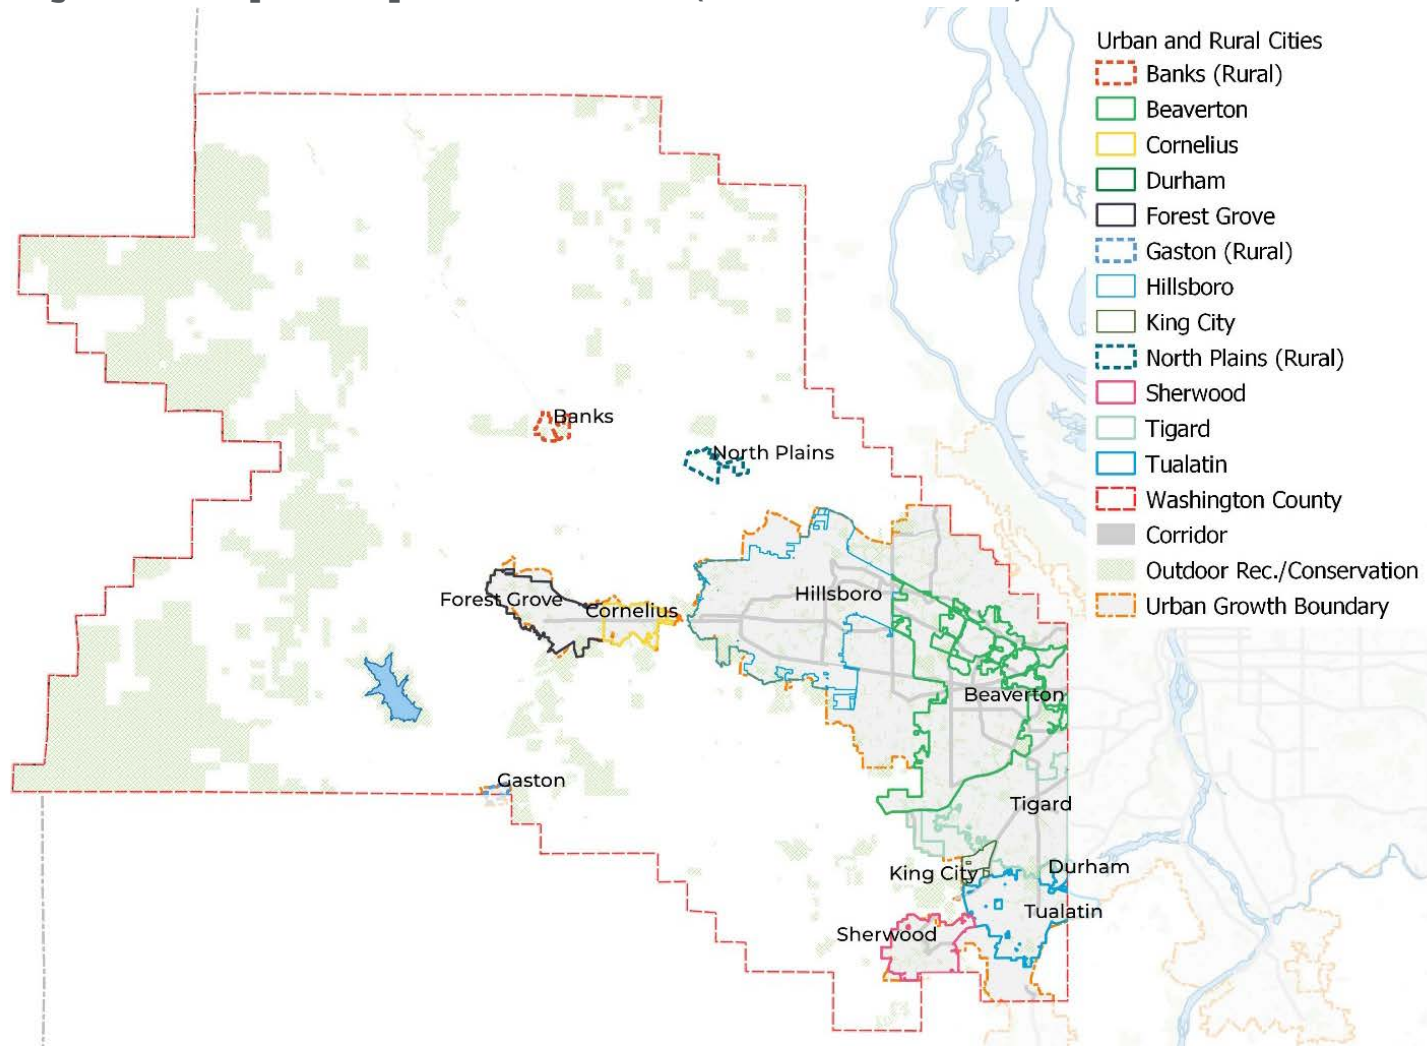 Urban and Rural Cities
Banks (Rural)
Beaverton
Cornelius
Durham
Forest Grove
Gaston (Rural)
Hillsboro
King City
North Plains (Rural)
Sherwood
Tigard
Tualatin
Washington County
Corridor
Outdoor Rec./Conservation
Urban Growth Boundary
Banks
North Plains
Hillsboro
Forest Grove
Cornelius
Beaverton
Gaston
Tigard
Durham
King City
Tualatin
Sherwood